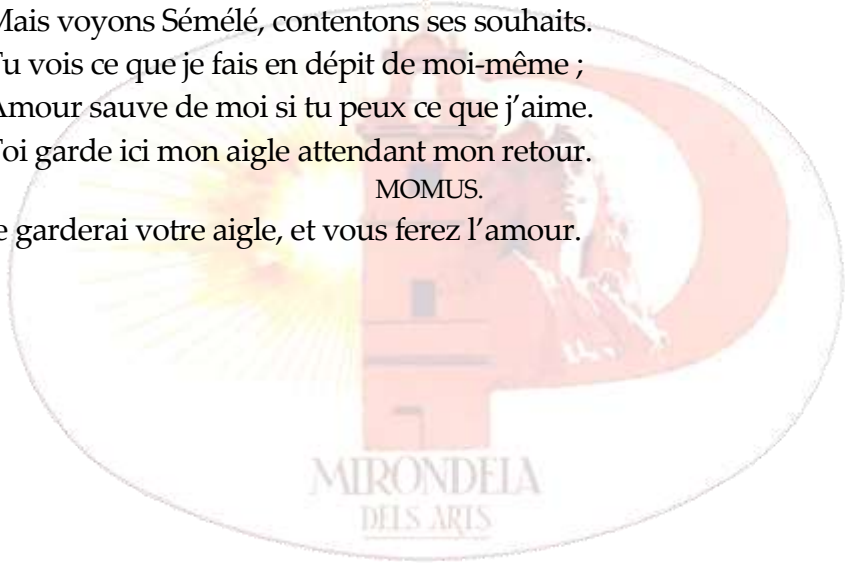 Mais voyons Sémélé, contentons ses souhaits.
Tu vois ce que je fais en dépit de moi-même ;
Amour sauve de moi si tu peux ce que j’aime.
Toi garde ici mon aigle attendant mon retour.
MOMUS.
e garderai votre aigle, et vous ferez l’amour.
MIRONDELA
DELS ARTS